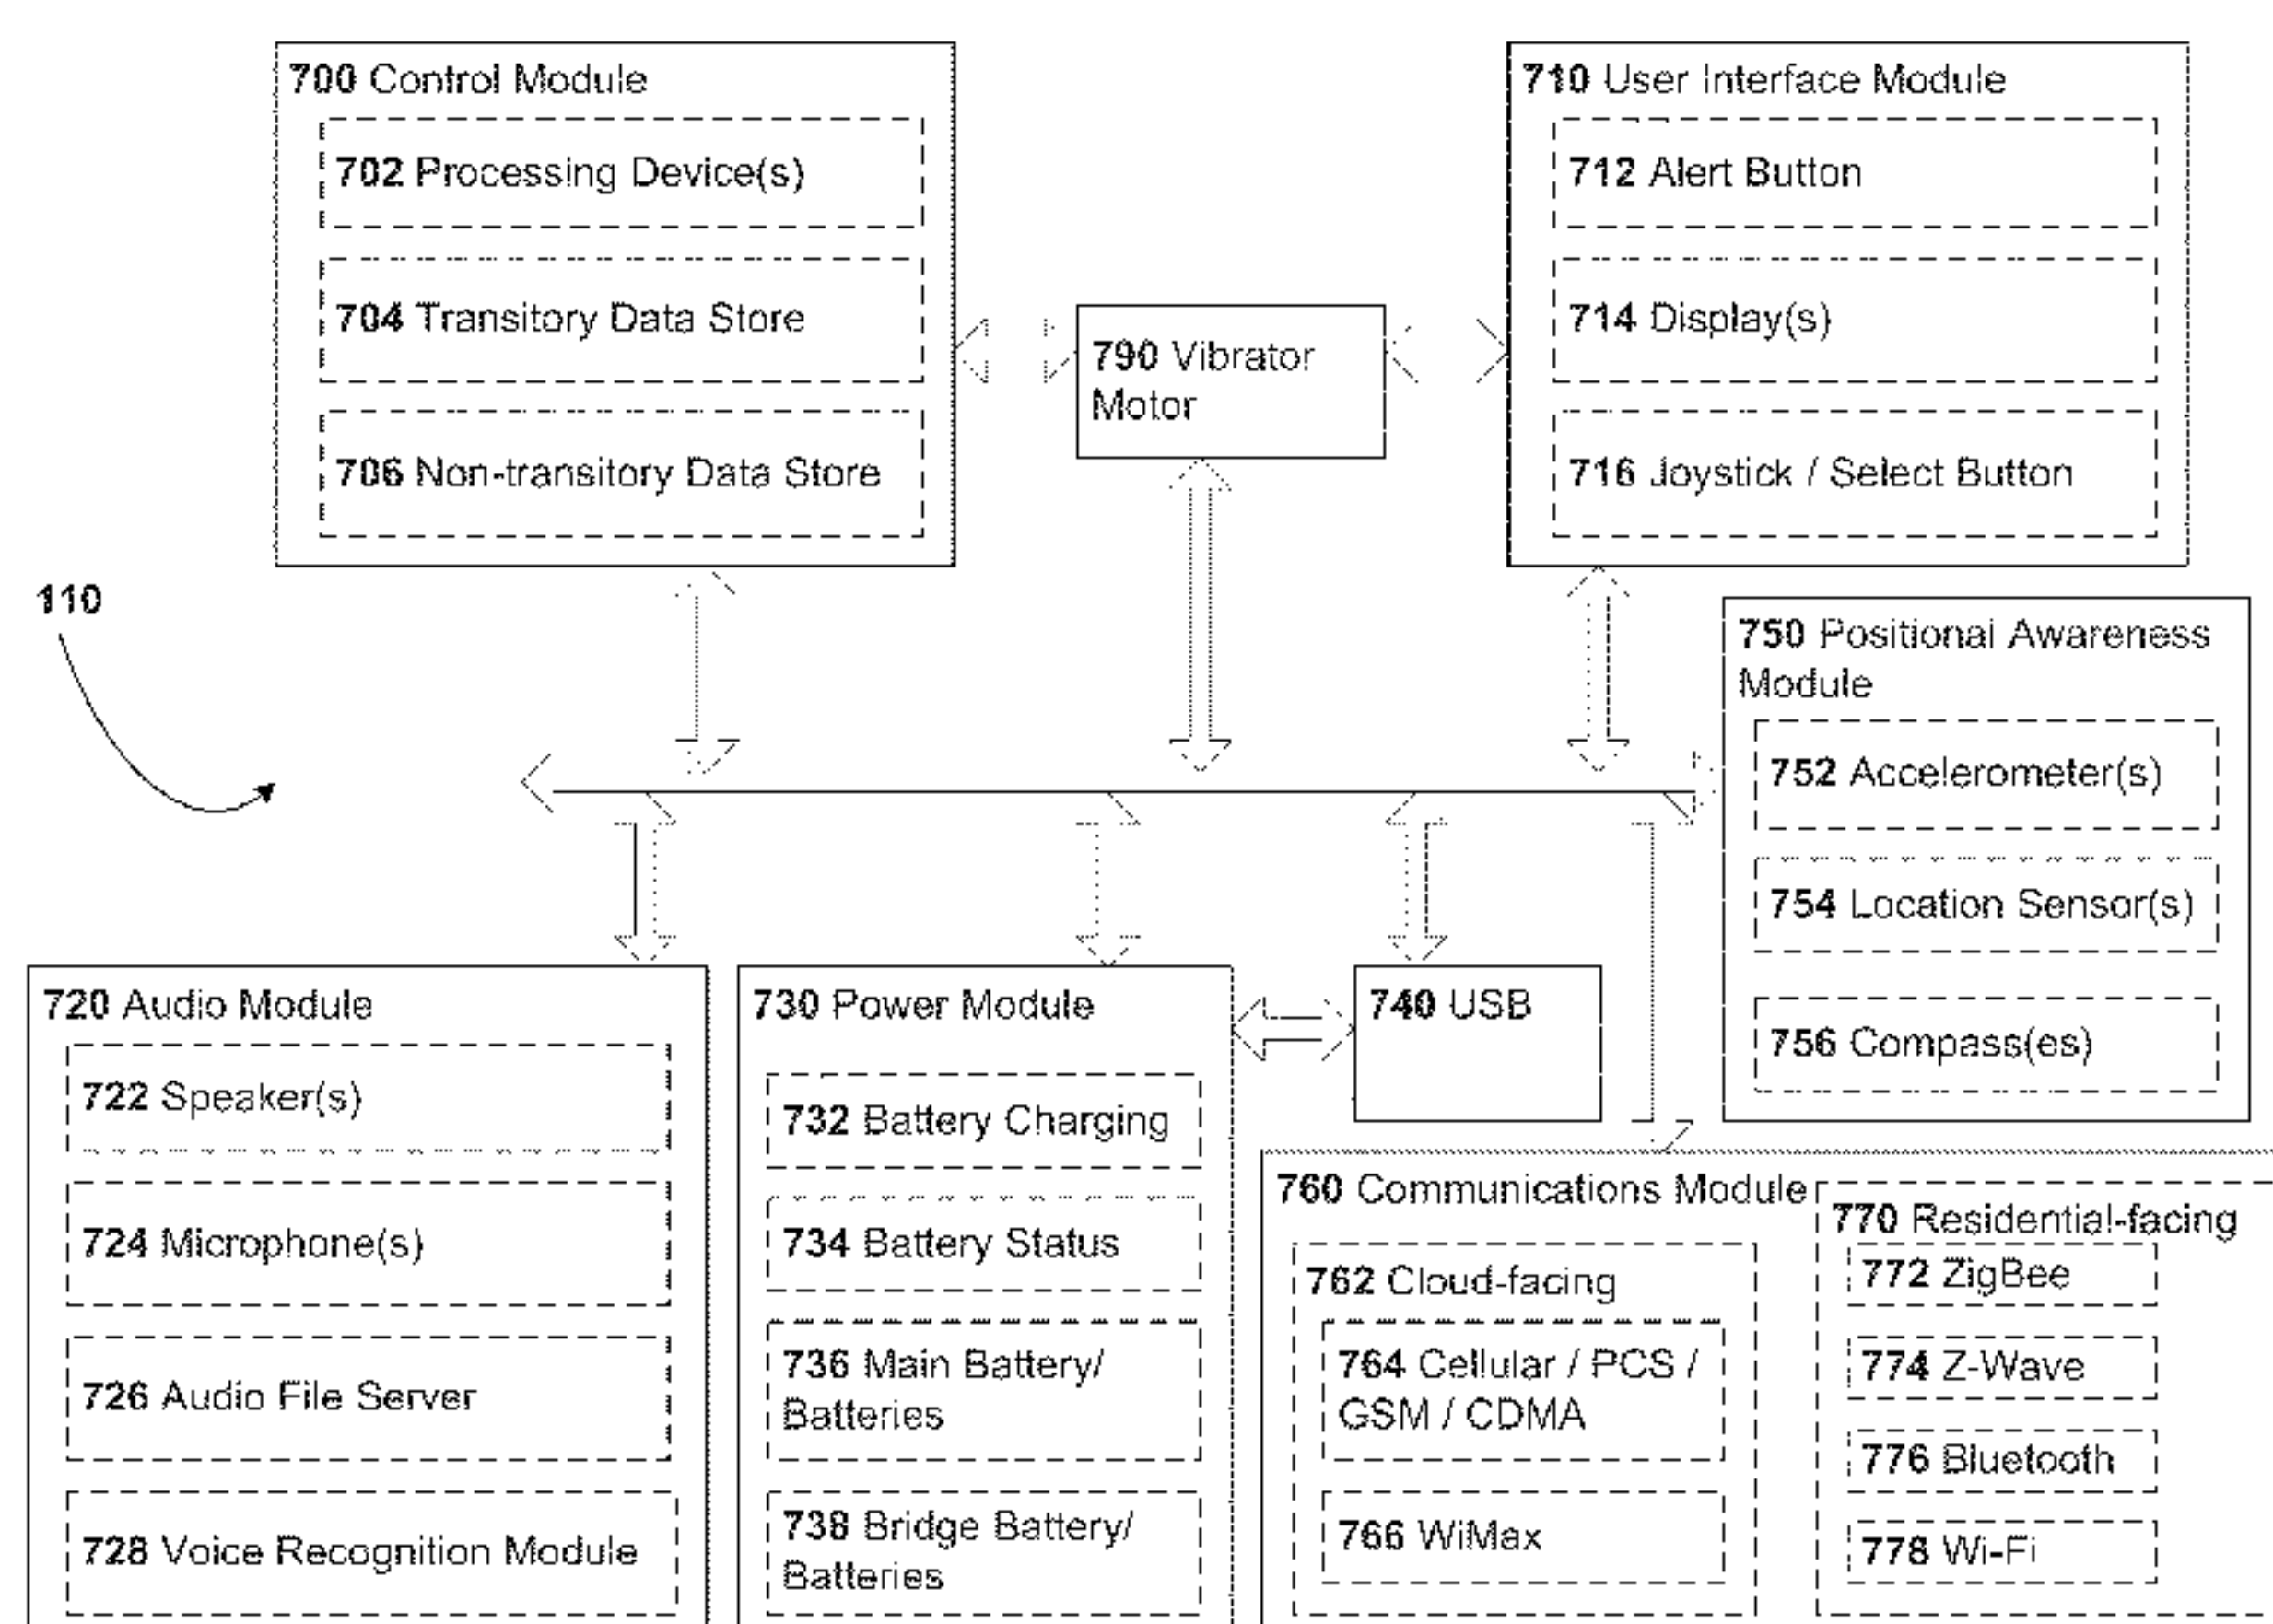 700 Control Module
702 Processing Device(s)
704 Transitory Data Store
706 Non-transitory Data Store
790 Vibrator
Motor
710 User Interface Module
712 Alert Button
714 Display(s)
716 Joystick / Select Button
110
750 Positional Awareness
Module
752 Accelerometer(s)
754 Location Sensor(s)
756 Compass(es)
720 Audio Module
722 Speaker(s)
724 Microphone(s)
726 Audio File Server
728 Voice Recognition Module
730 Power Module
732 Battery Charging
734 Battery Status
736 Main Battery/
Batteries
738 Bridge Battery/
Batteries
740 USB
760 Communications Module
762 Cloud-facing
764 Cellular / PCS /
GSM / CDMA
766 WiMax
770 Residential-facing
772 ZigBee
774 Z-Wave
776 Bluetooth
778 Wi-Fi